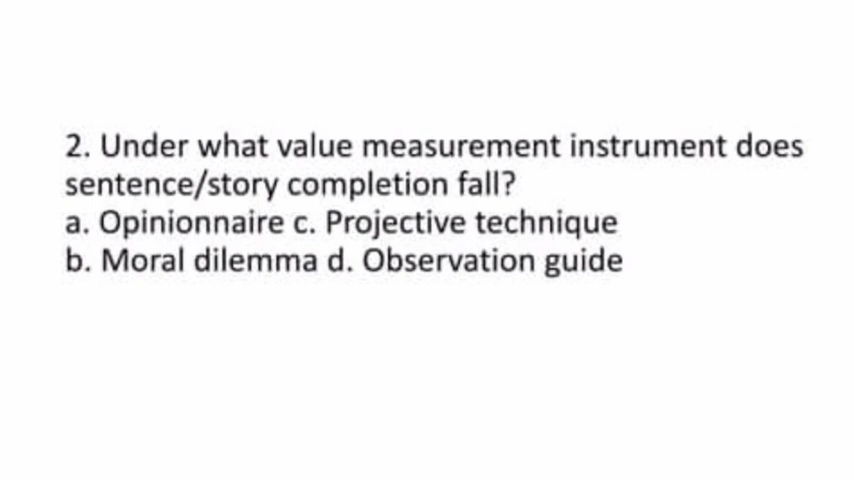 2. Under what value measurement instrument does
sentence/story completion fall?
a. Opinionnaire c. Projective technique
b. Moral dilemma d. Observation guide